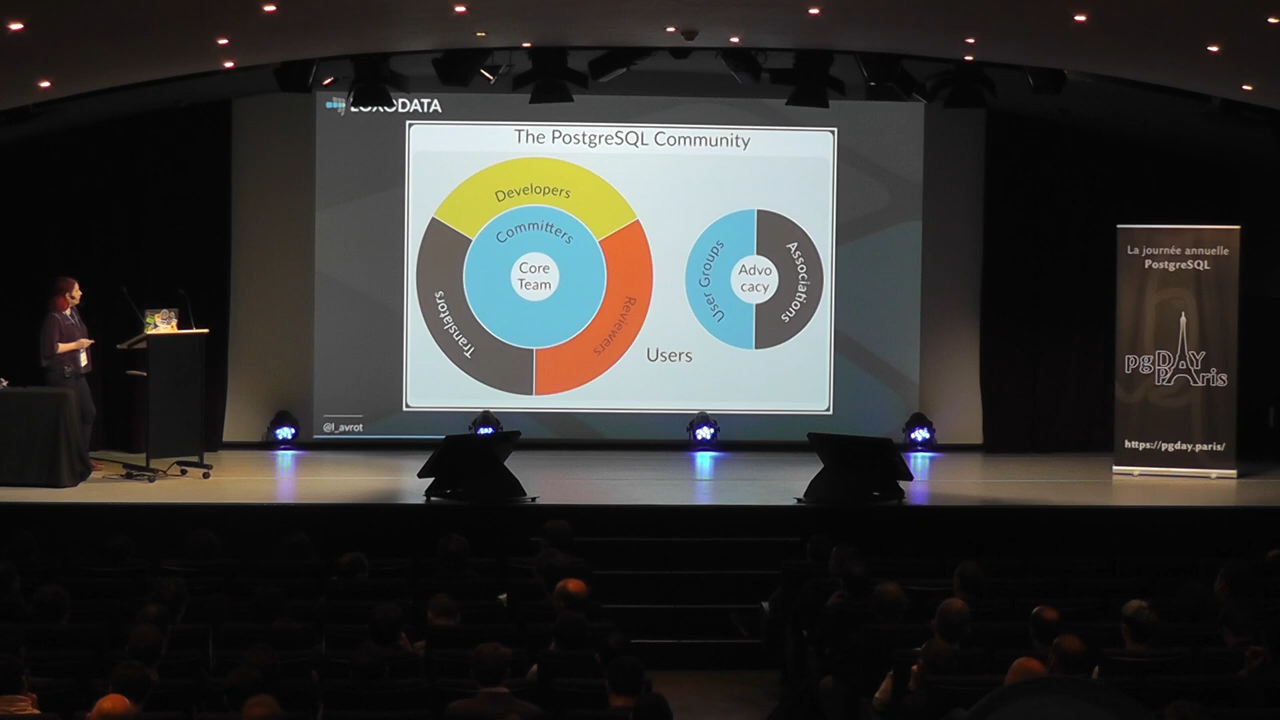 LOXODATA
The PostgreSQL Community
Developers
Committers
Core
Team
Translators
Reviewers
User Groups
Advo
cacy
Associations
Users
@l_avrot
La journée annuelle
PostgreSQL
pgDAY
PARis
https://pgday.paris/